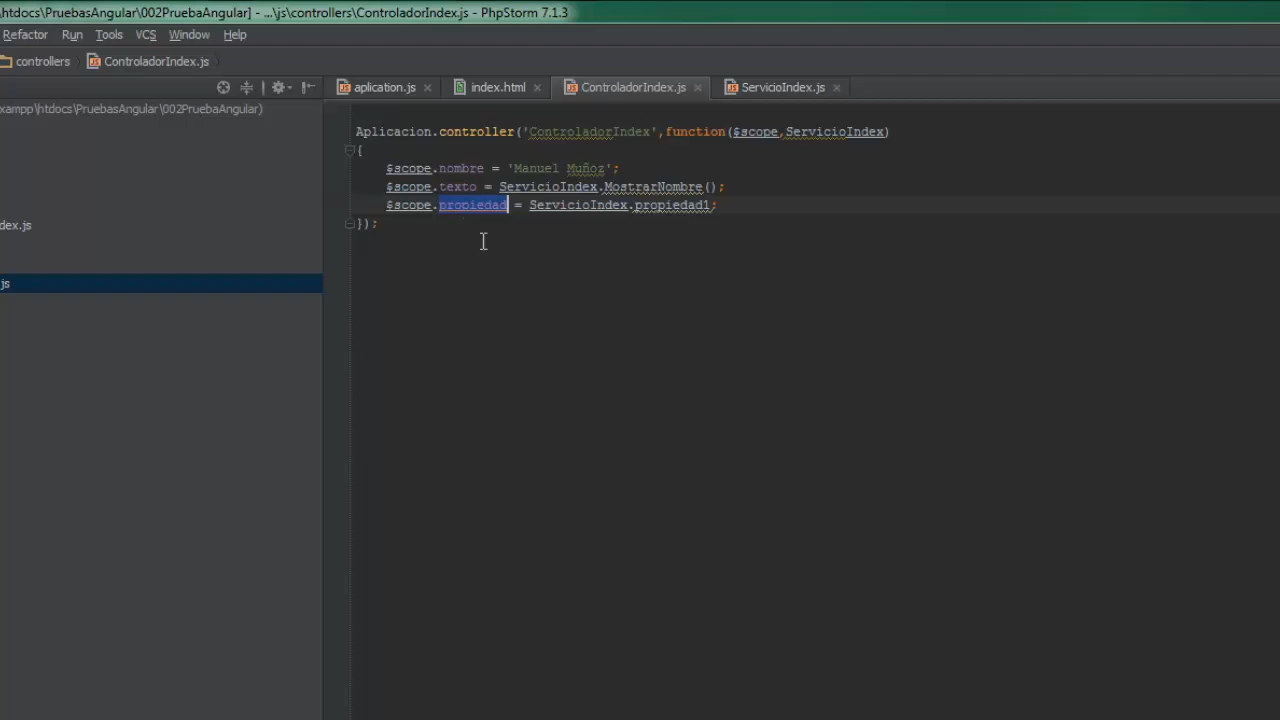 \htdocs\PruebasAngular\002PruebaAngular] - ...\js\controllers\ControladorIndex.js - PhpStorm 7.1.3
Refactor Run Tools VCS Window Help
controllers ControladorIndex.js
aplication.js index.html ControladorIndex.js ServicioIndex.js
xampp\htdocs\PruebasAngular\002PruebaAngular)
Aplicacion.controller('ControladorIndex',function($scope,ServicioIndex)
{
$scope.nombre = 'Manuel Muñoz';
$scope.texto = ServicioIndex.MostrarNombre();
$scope.propiedad = ServicioIndex.propiedad1;
});
dex.js
js